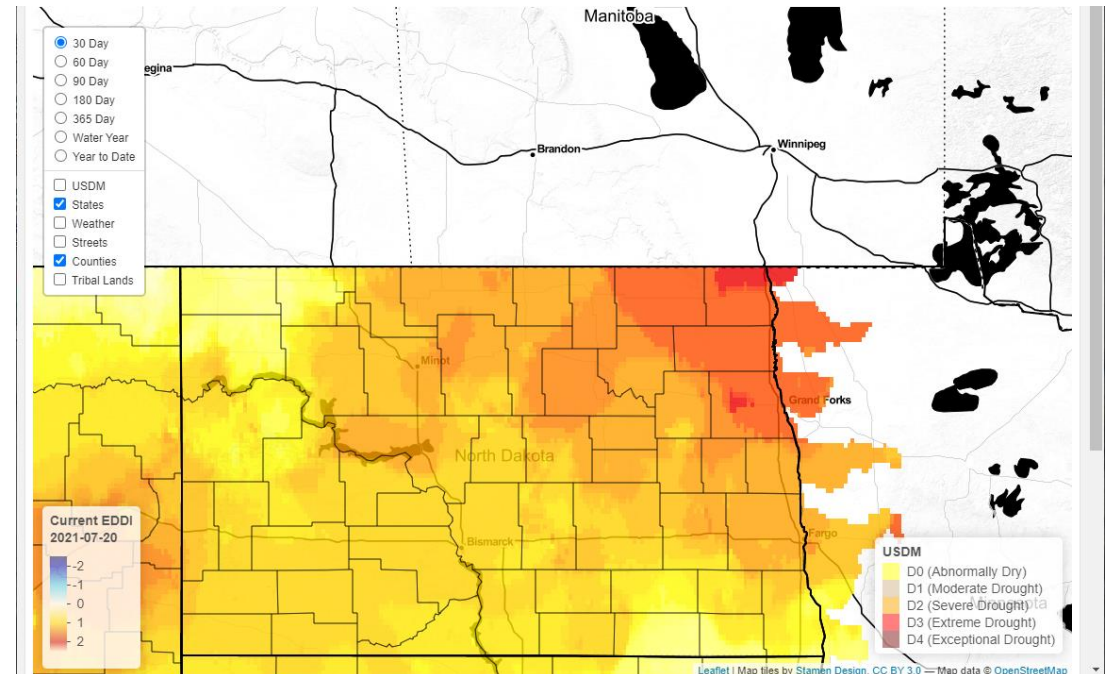 Manitoba
30 Day
60 Day
90 Day
180 Day
365 Day
Water Year
Year to Date
USDM
States
Weather
Streets
Counties
Tribal Lands
egina
Brandon
Winnipeg
Minot
Grand Forks
North Dakota
Bismarck
Fargo
Current EDDI
2021-07-20
-2
-1
0
1
2
USDM
D0 (Abnormally Dry)
D1 (Moderate Drought)
D2 (Severe Drought)
D3 (Extreme Drought)
D4 (Exceptional Drought)
Minnesota
Leaflet | Map tiles by Stamen Design, CC BY 3.0 — Map data © OpenStreetMap